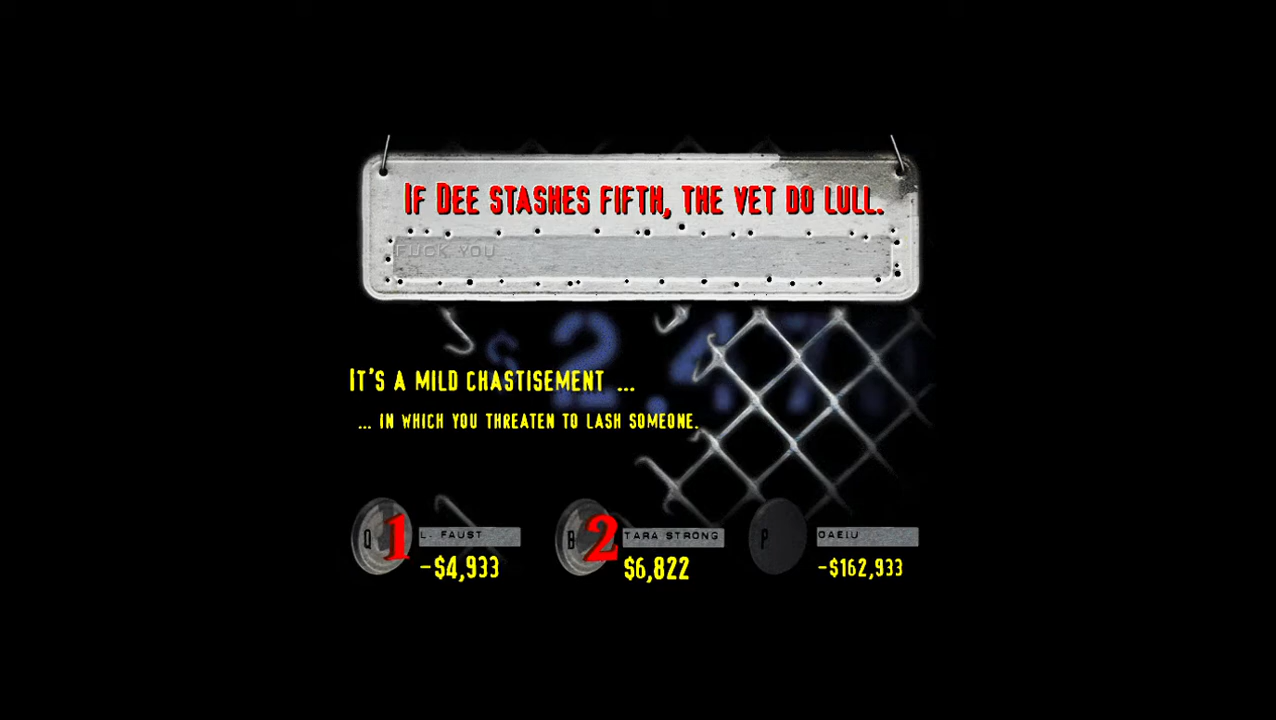 If Dee stashes fifth, the vet do lull.
FUCK YOU
It's a mild chastisement ...
... in which you threaten to lash someone.
Q 1 L. FAUST
-$4,933
B 2 TARA STRONG
$6,822
P OAEIU
-$162,933